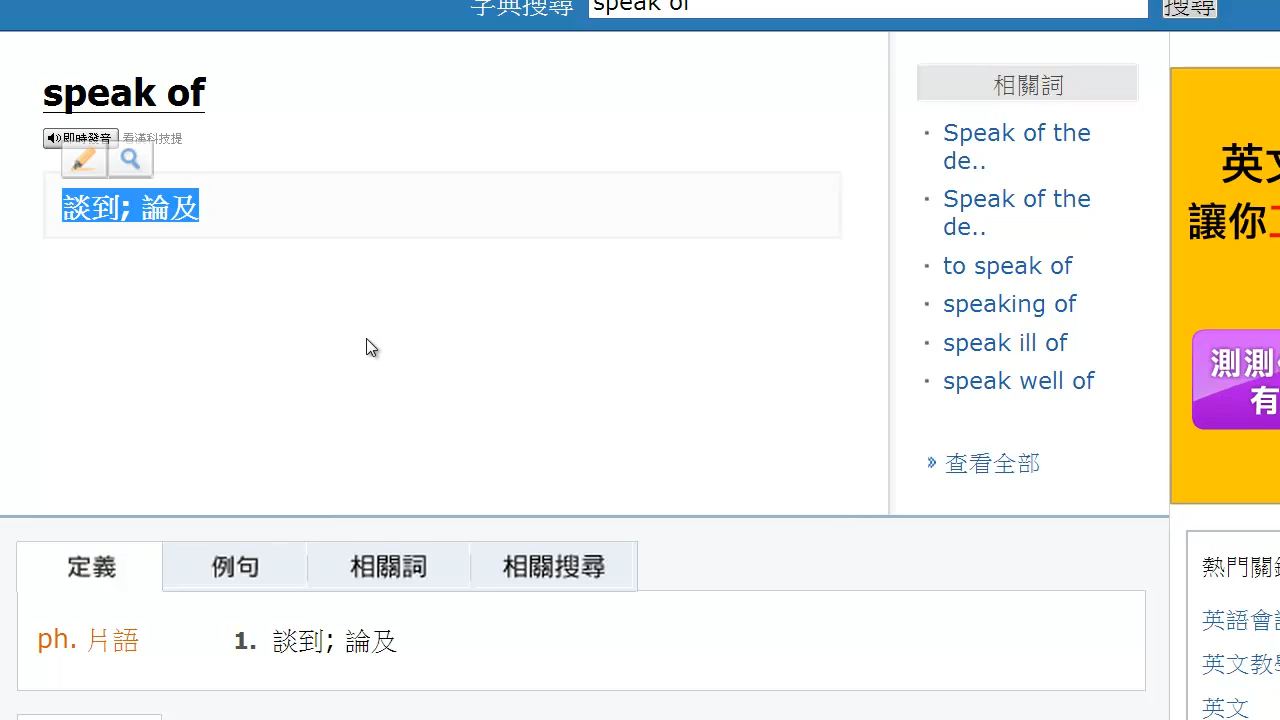 字典搜尋 speak of 搜尋
speak of
即時發音 看漢科技提
談到; 論及
相關詞
Speak of the
de..
Speak of the
de..
to speak of
speaking of
speak ill of
speak well of
查看全部
英文
讓你
測測
有
定義 例句 相關詞 相關搜尋
ph. 片語 1. 談到; 論及
熱門關鍵
英語會話
英文教學
英文